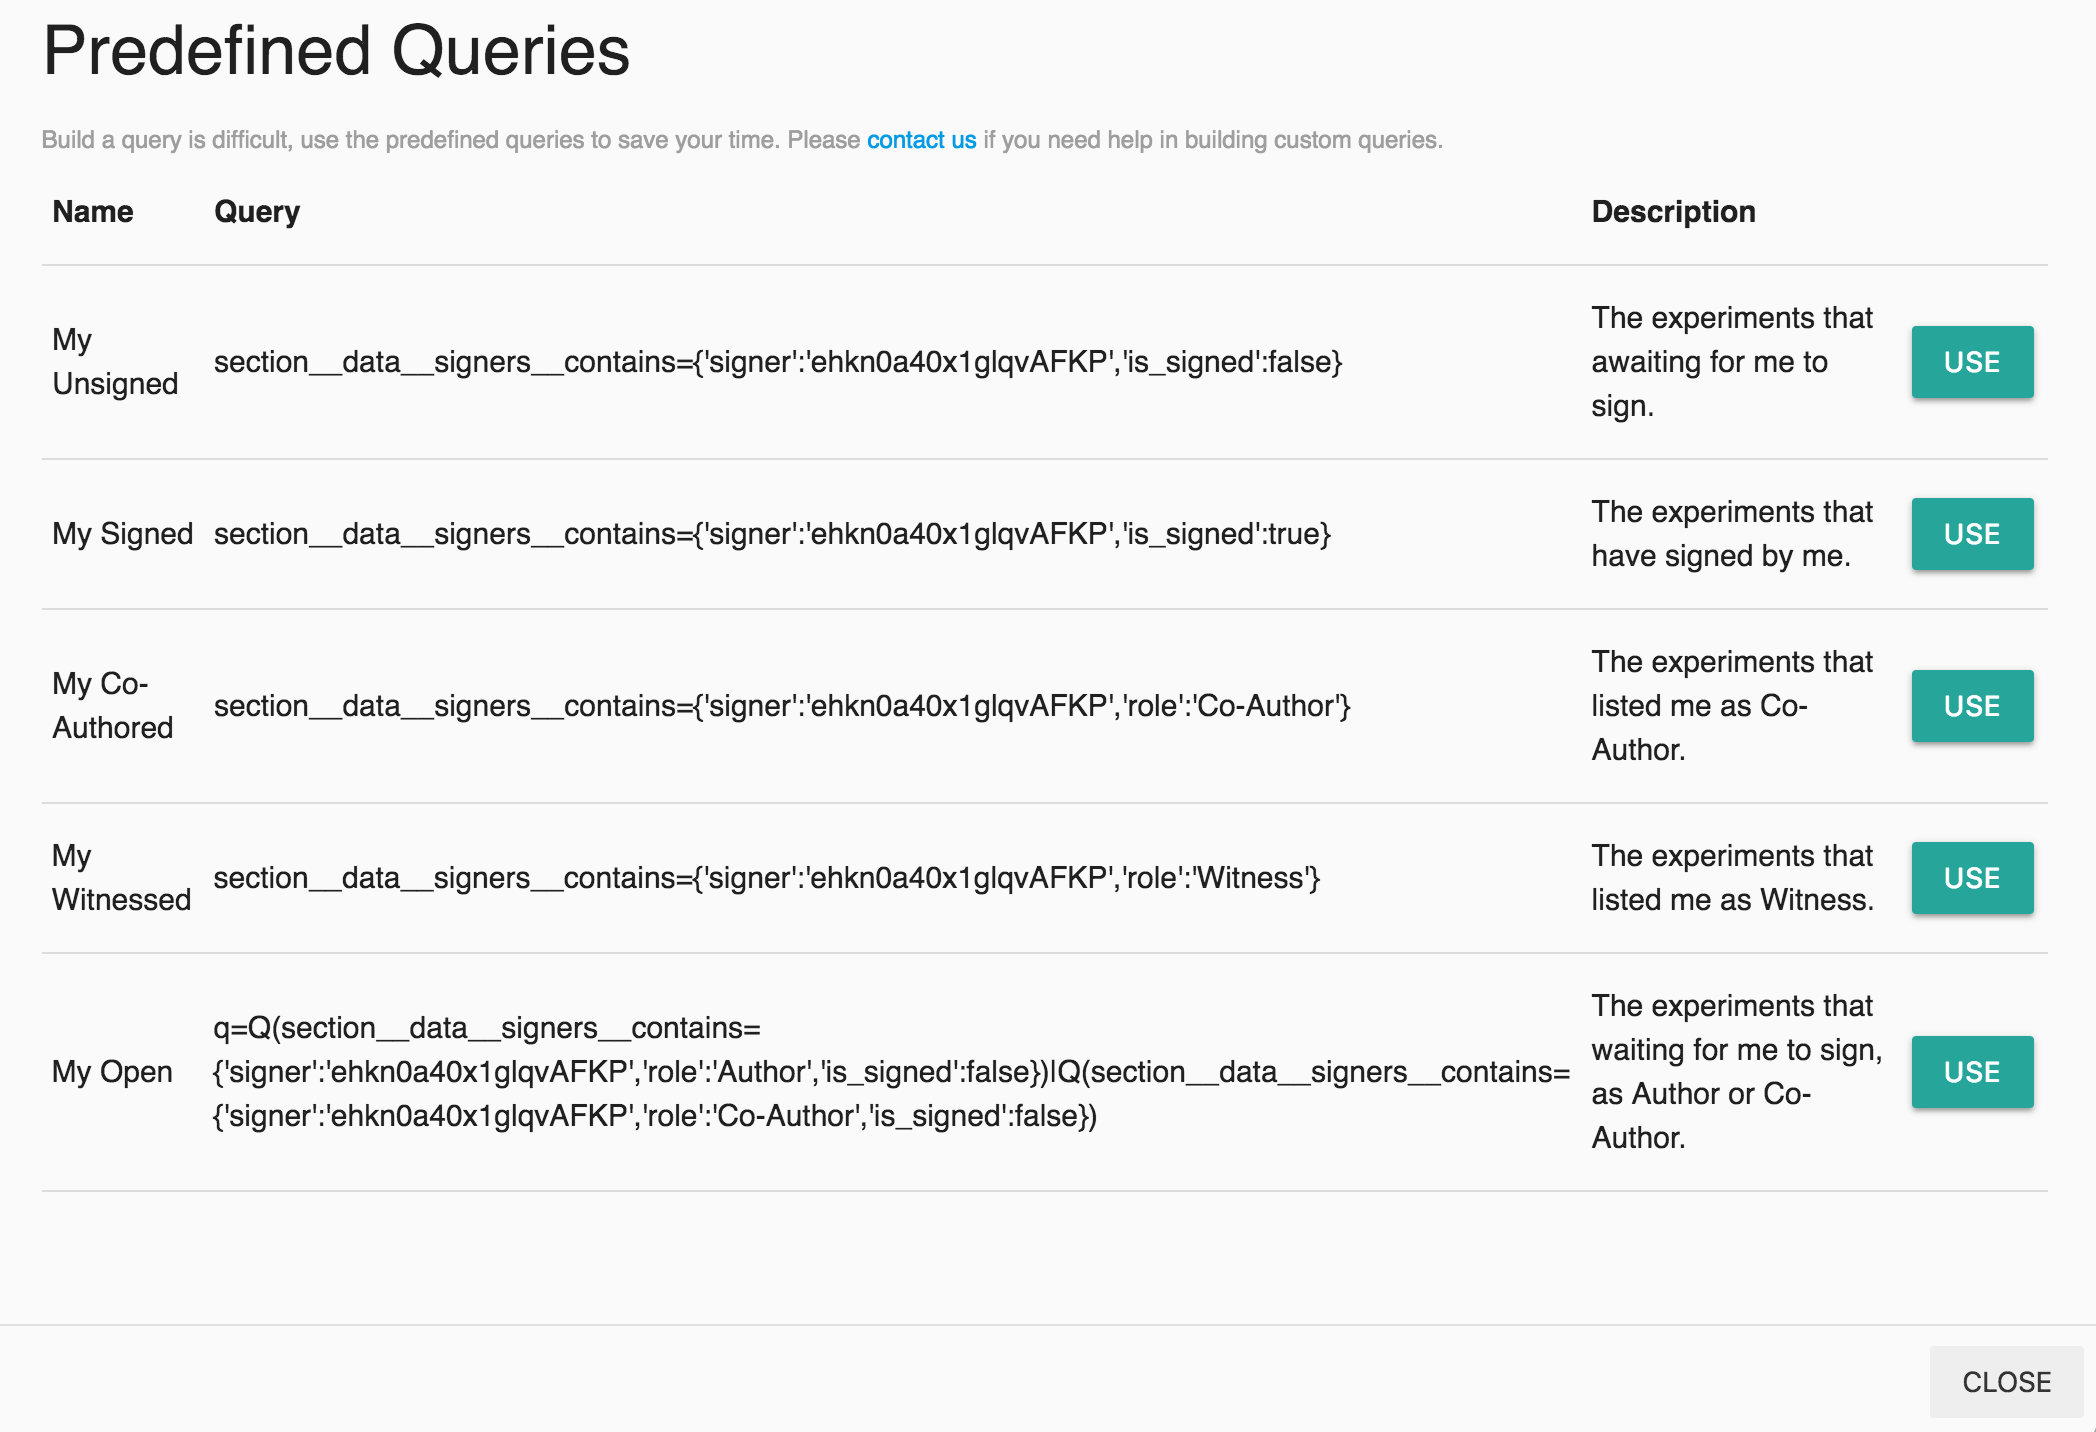 Predefined Queries
Build a query is difficult, use the predefined queries to save your time. Please contact us if you need help in building custom queries.
Name Query Description
My Unsigned
section__data__signers__contains={'signer':'ehkn0a40x1glqvAFKP','is_signed':false}
The experiments that
awaiting for me to
sign.
USE
My Signed
section__data__signers__contains={'signer':'ehkn0a40x1glqvAFKP','is_signed':true}
The experiments that
have signed by me.
USE
My Co-
Authored
section__data__signers__contains={'signer':'ehkn0a40x1glqvAFKP','role':'Co-Author'}
The experiments that
listed me as Co-
Author.
USE
My
Witnessed
section__data__signers__contains={'signer':'ehkn0a40x1glqvAFKP','role':'Witness'}
The experiments that
listed me as Witness.
USE
My Open
q=Q(section__data__signers__contains=
{'signer':'ehkn0a40x1glqvAFKP','role':'Author','is_signed':false})|Q(section__data__signers__contains=
{'signer':'ehkn0a40x1glqvAFKP','role':'Co-Author','is_signed':false})
The experiments that
waiting for me to sign,
as Author or Co-
Author.
USE
CLOSE